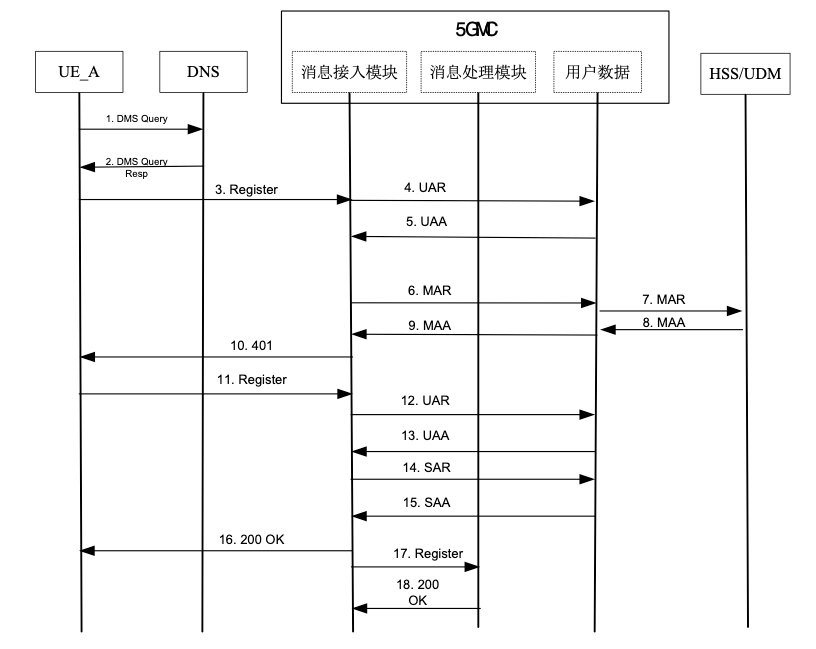 5GMC
UE_A
DNS
消息接入模块
消息处理模块
用户数据
HSS/UDM
1. DMS Query
2. DMS Query
Resp
3. Register
4. UAR
5. UAA
6. MAR
7. MAR
8. MAA
9. MAA
10. 401
11. Register
12. UAR
13. UAA
14. SAR
15. SAA
16. 200 OK
17. Register
18. 200
OK